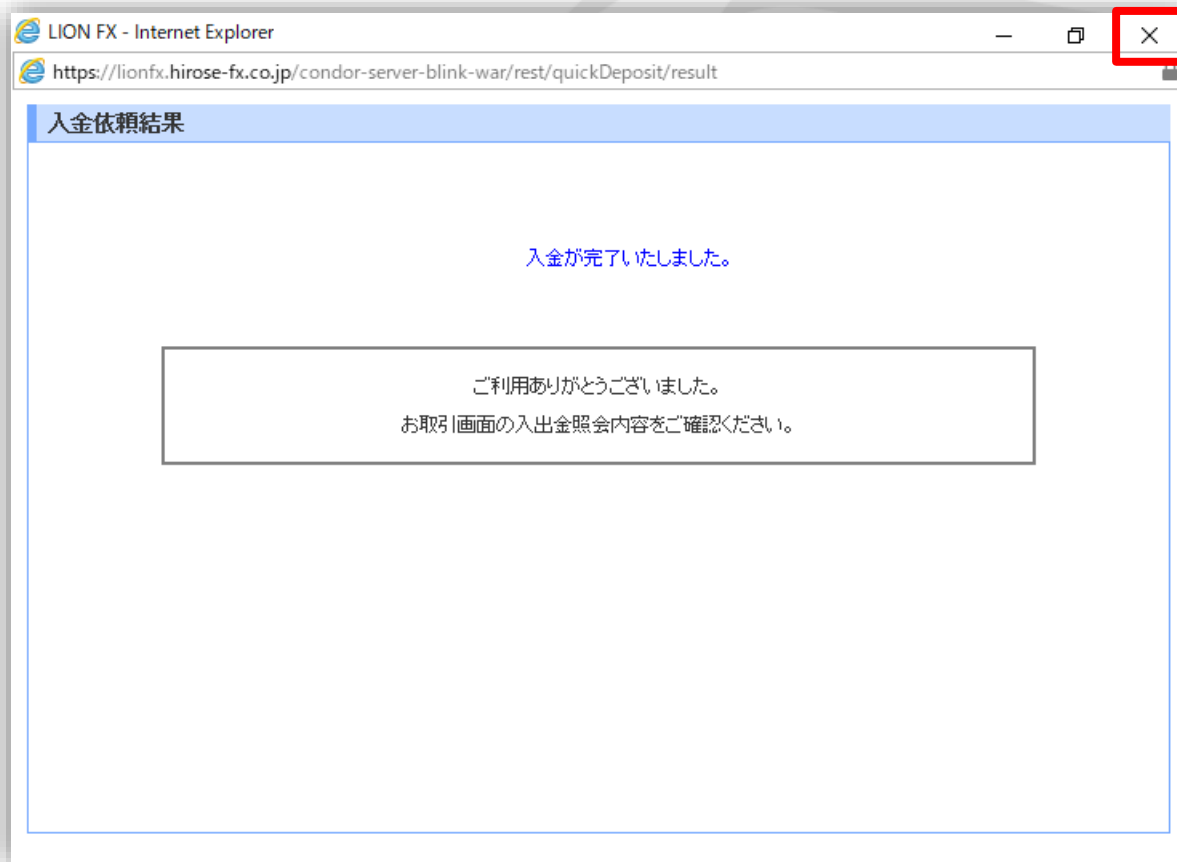 LION FX - Internet Explorer
https://lionfx.hirose-fx.co.jp/condor-server-blink-war/rest/quickDeposit/result
入金依頼結果
入金が完了いたしました。
ご利用ありがとうございました。
お取引画面の入出金照会内容をご確認ください。